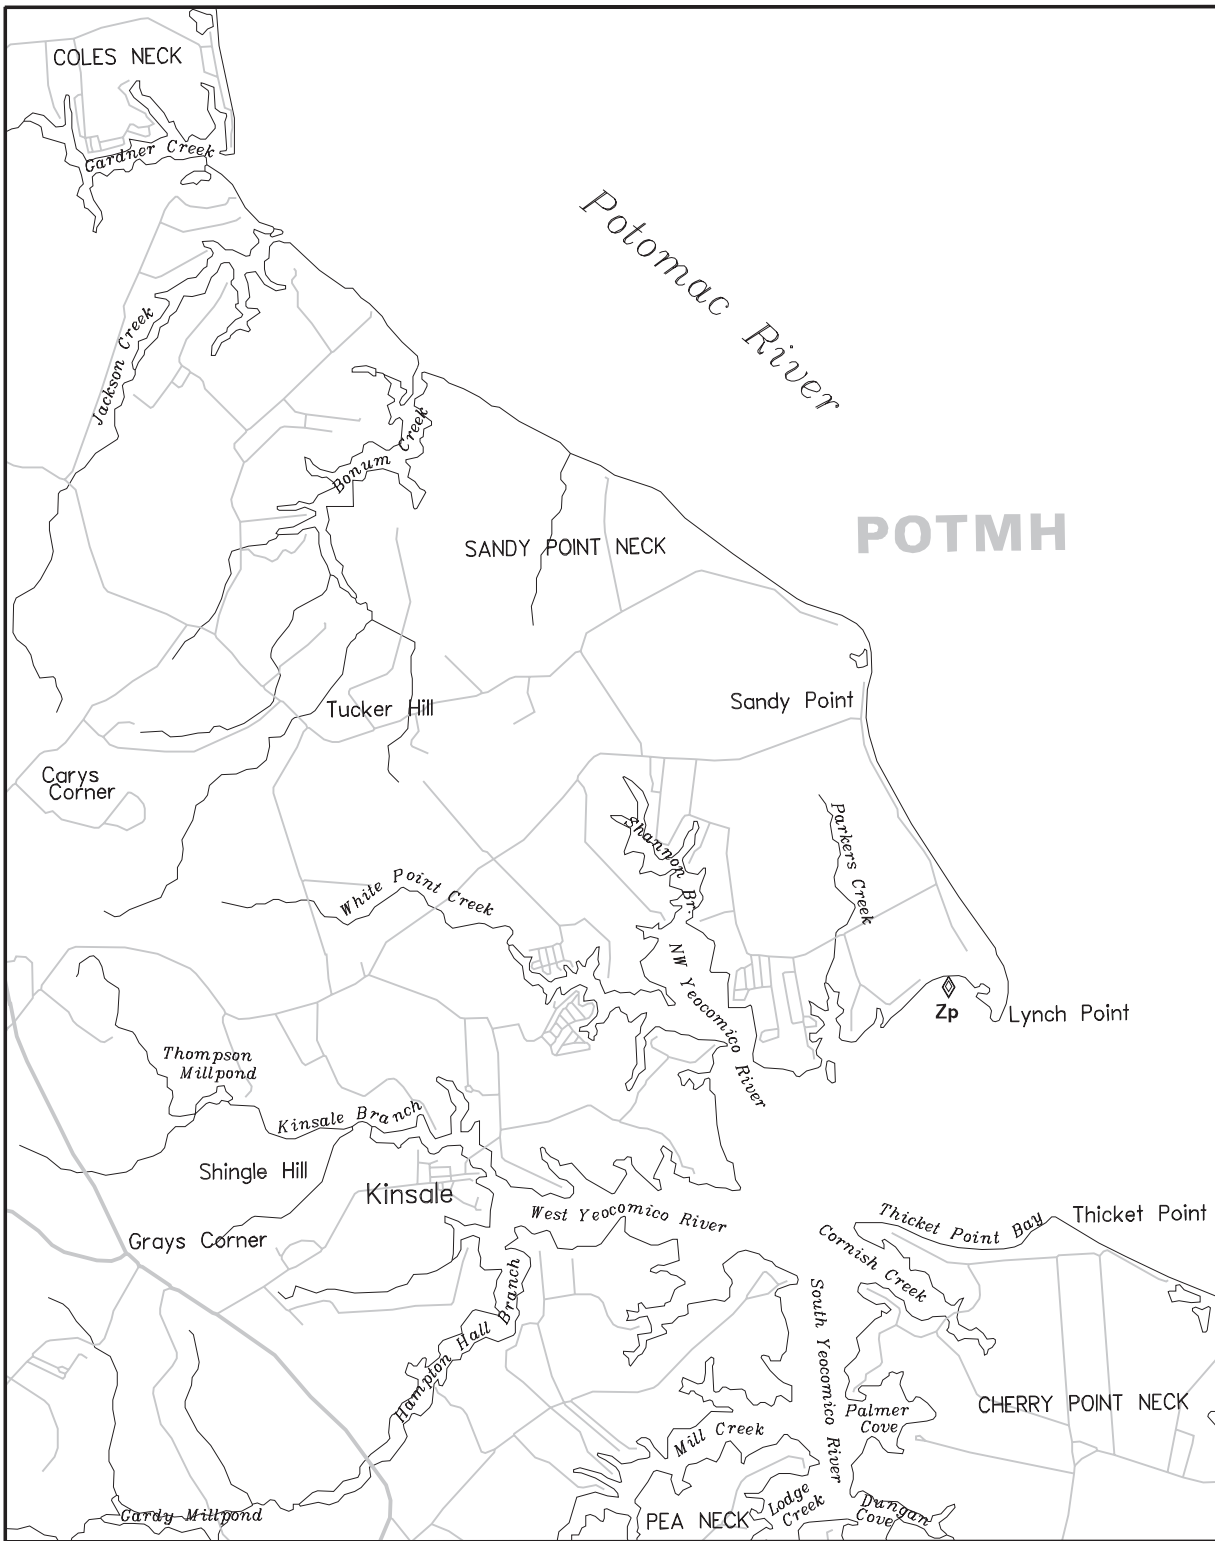 COLES NECK
Gardner Creek
Potomac River
Jackson Creek
Bonum Creek
POTMH
SANDY POINT NECK
Sandy Point
Tucker Hill
Carys
Corner
Shannon Br.
Parkers Creek
White Point Creek
NW Yeocomico River
Zp
Lynch Point
Thompson
Millpond
Kinsale Branch
Shingle Hill
Kinsale
West Yeocomico River
Thicket Point Bay
Thicket Point
Grays Corner
Cornish Creek
Hampton Hall Branch
South Yeocomico River
CHERRY POINT NECK
Palmer
Cove
Mill Creek
Gardy Millpond
PEA NECK
Lodge
Creek
Dungan
Cove